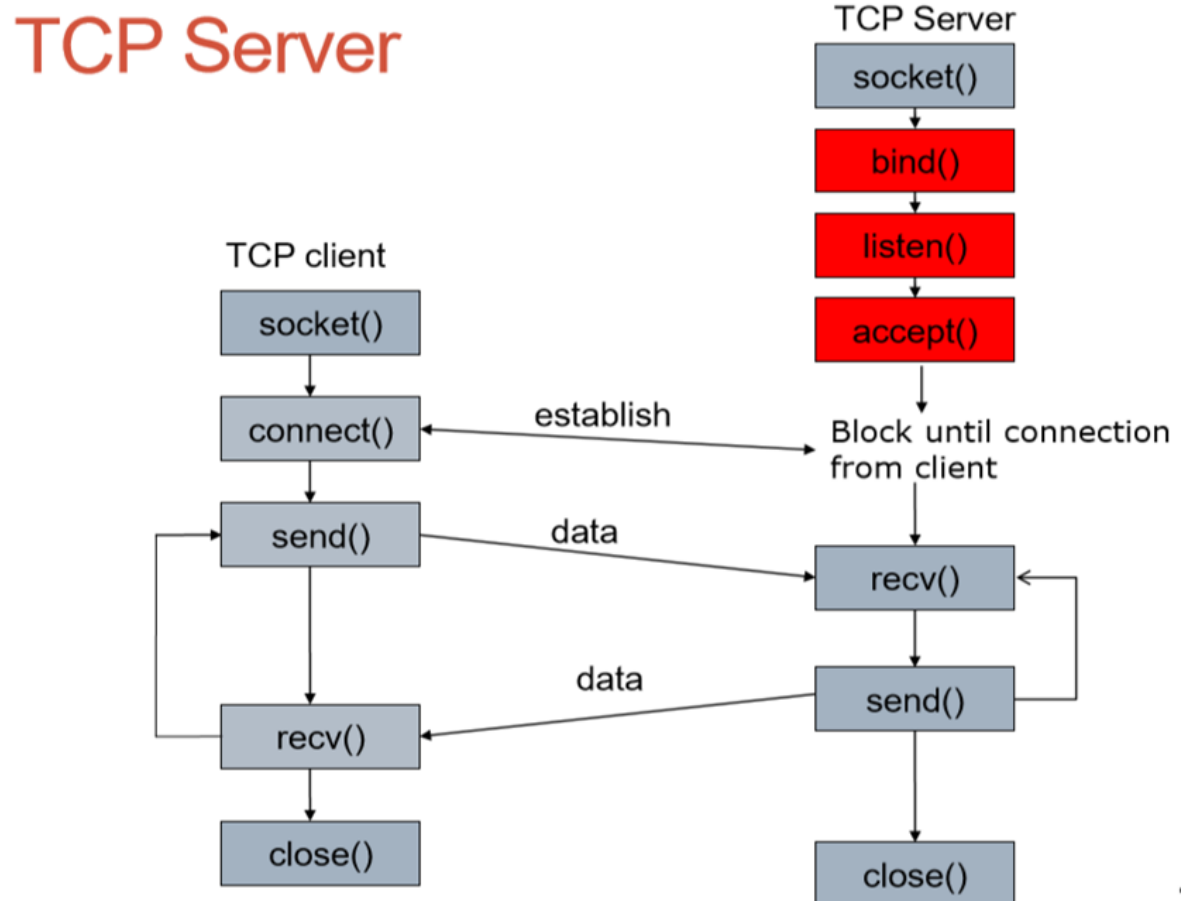 TCP Server
TCP Server
socket()
bind()
listen()
accept()
Block until connection
from client
recv()
send()
close()
TCP client
socket()
connect()
send()
recv()
close()
establish
data
data